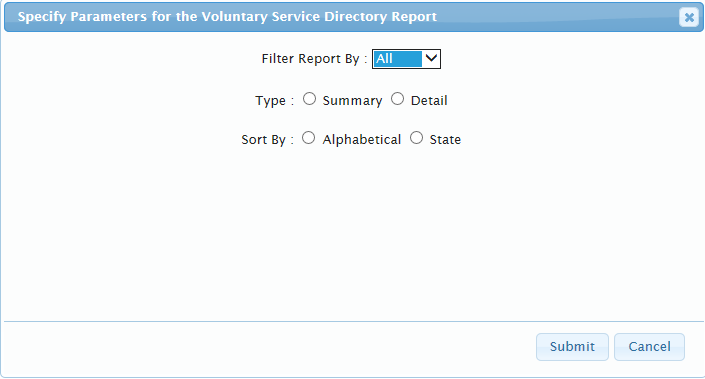 Specify Parameters for the Voluntary Service Directory Report
Filter Report By : All
Type : Summary Detail
Sort By : Alphabetical State
Submit Cancel